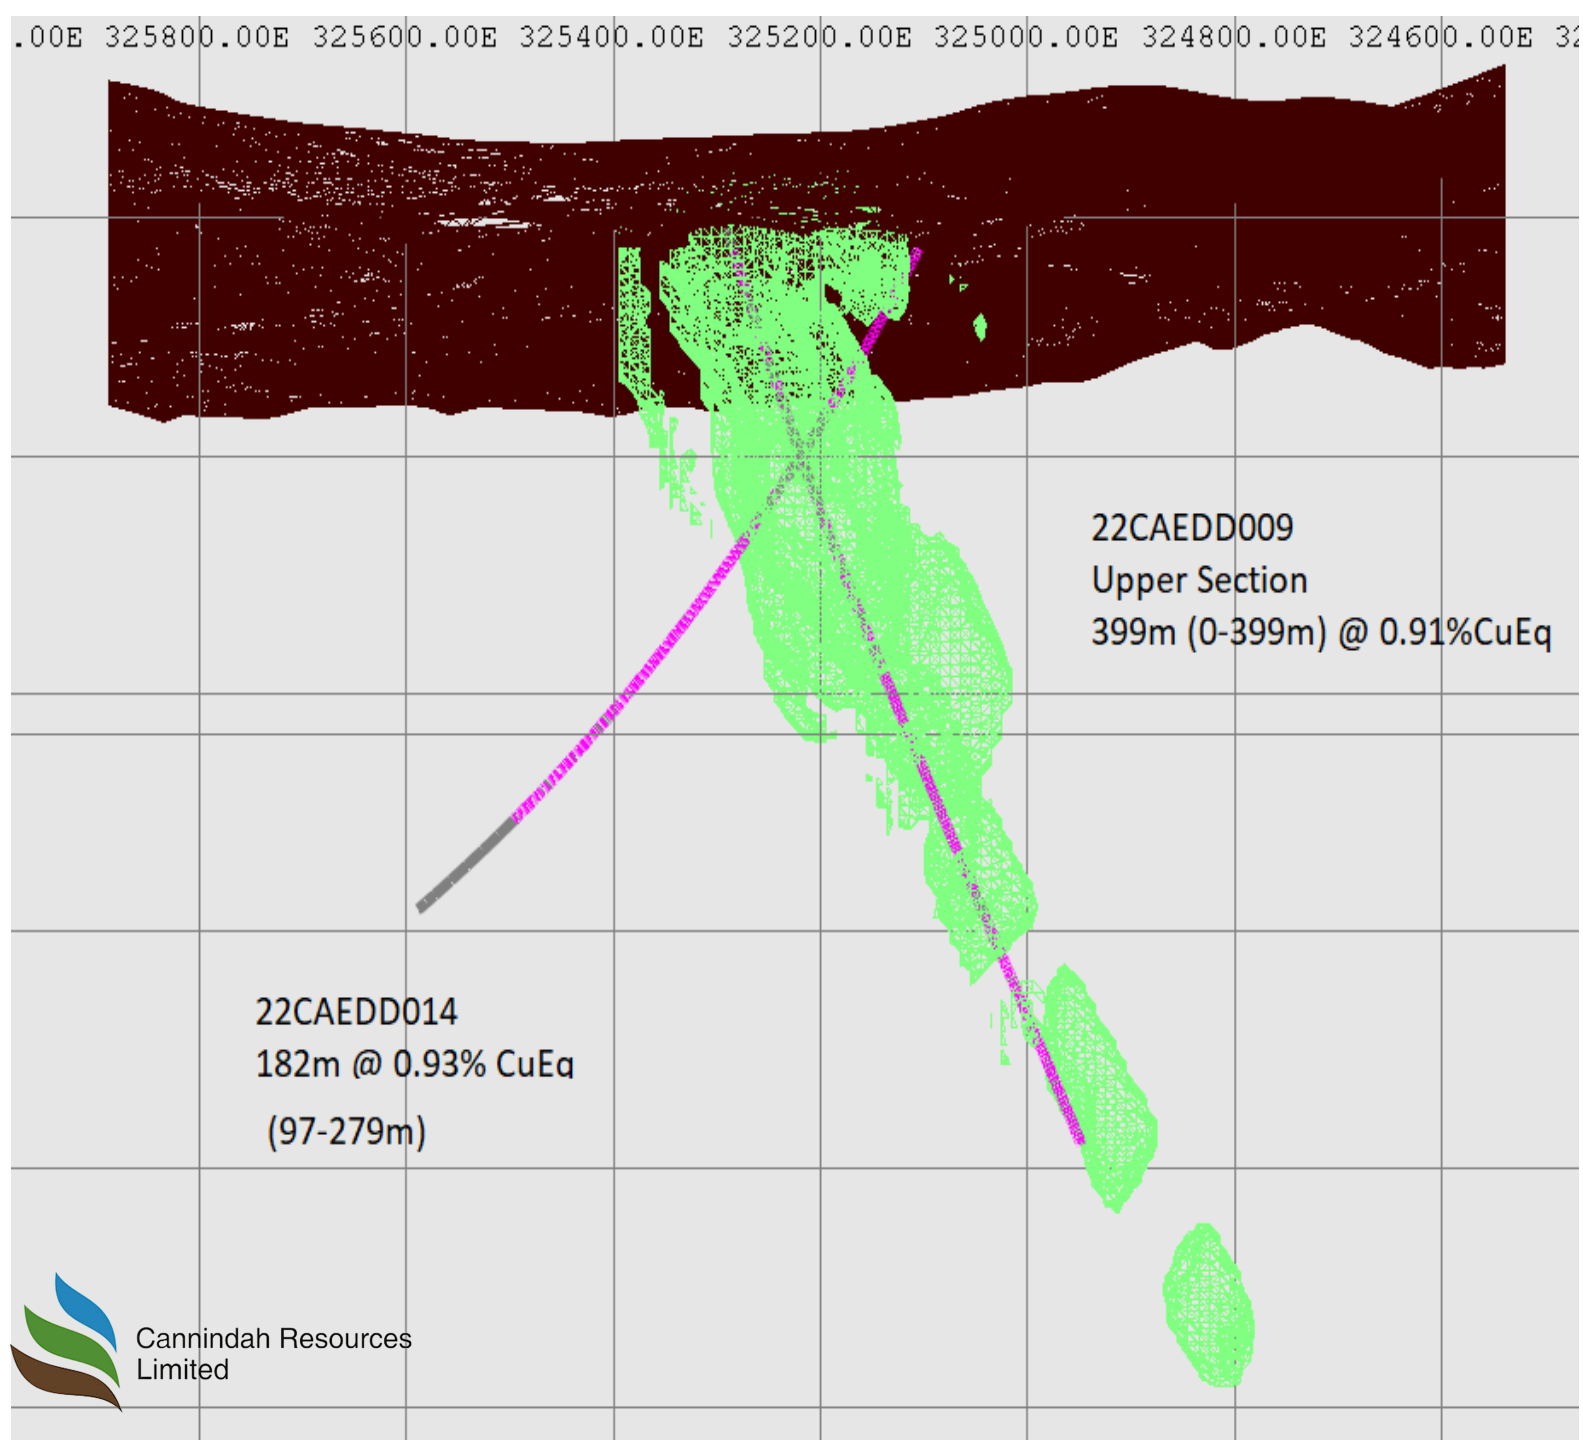 .00E 325800.00E 325600.00E 325400.00E 325200.00E 325000.00E 324800.00E 324600.00E 32
22CAEDD009
Upper Section
399m (0-399m) @ 0.91%CuEq
22CAEDD014
182m @ 0.93% CuEq
(97-279m)
Cannindah Resources
Limited